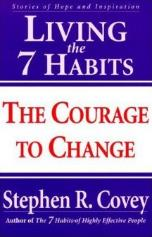 Stories of Hope and Inspiration
LIVING
the
7 HABITS
THE COURAGE
TO CHANGE
Stephen R. Covey
Author of The 7 Habits of Highly Effective People